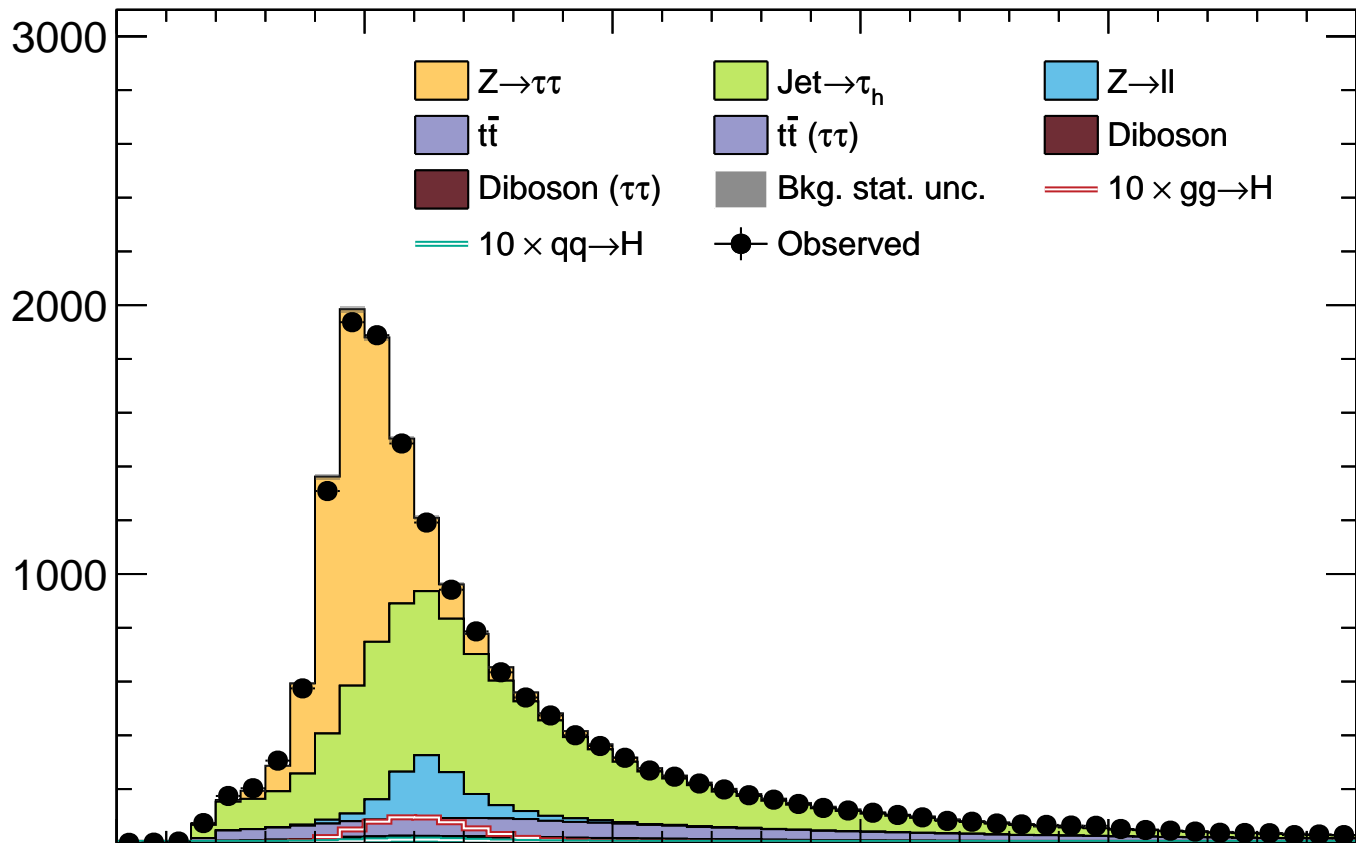 3000
Z→ττ Jet→τh Z→ll
tt̄ tt̄ (ττ) Diboson
Diboson (ττ) Bkg. stat. unc. 10 × gg→H
10 × qq→H Observed
2000
1000